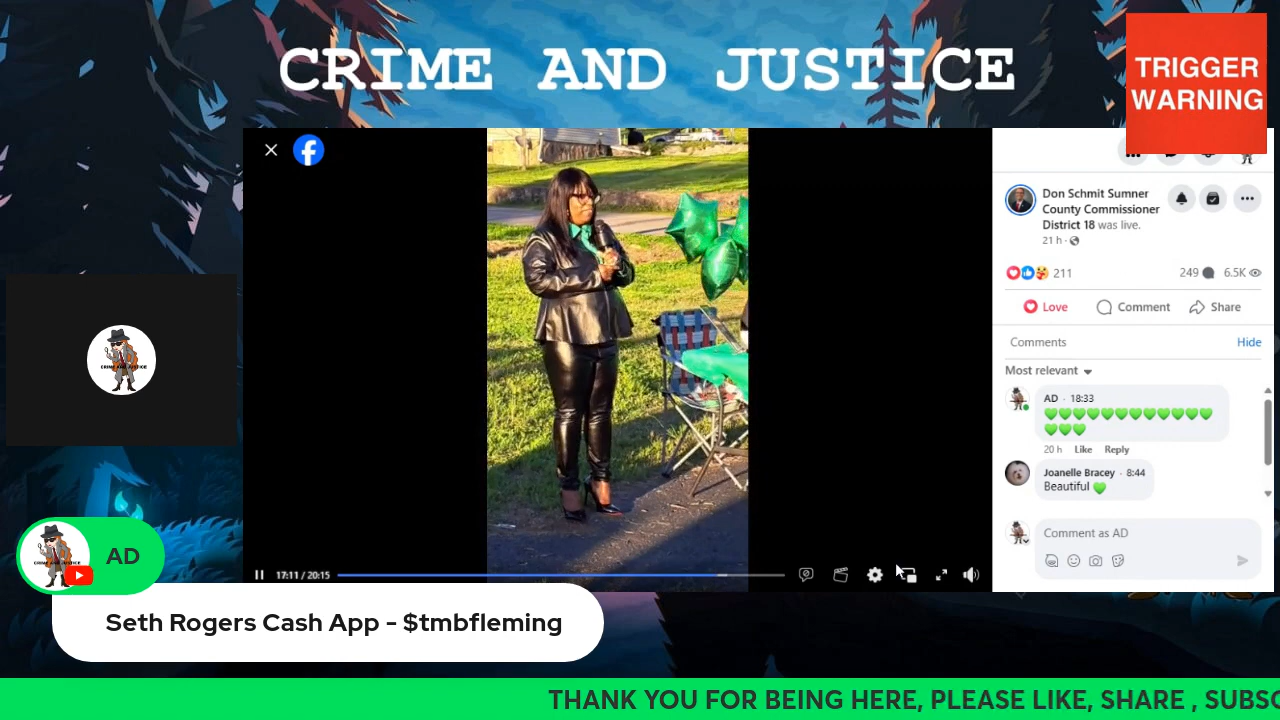 CRIME AND JUSTICE
TRIGGER
WARNING
Don Schmit Sumner
County Commissioner
District 18 was live.
21 h ·
211
249
6.5K
Love
Comment
Share
Comments
Hide
Most relevant
AD · 18:33
💚💚💚💚💚💚💚💚💚💚💚💚
💚💚💚
20 h Like Reply
Joanelle Bracey · 8:44
Beautiful 💚
Comment as AD
17:11 / 20:15
CRIME AND JUSTICE
AD
Seth Rogers Cash App - $tmbfleming
THANK YOU FOR BEING HERE, PLEASE LIKE, SHARE , SUBSC